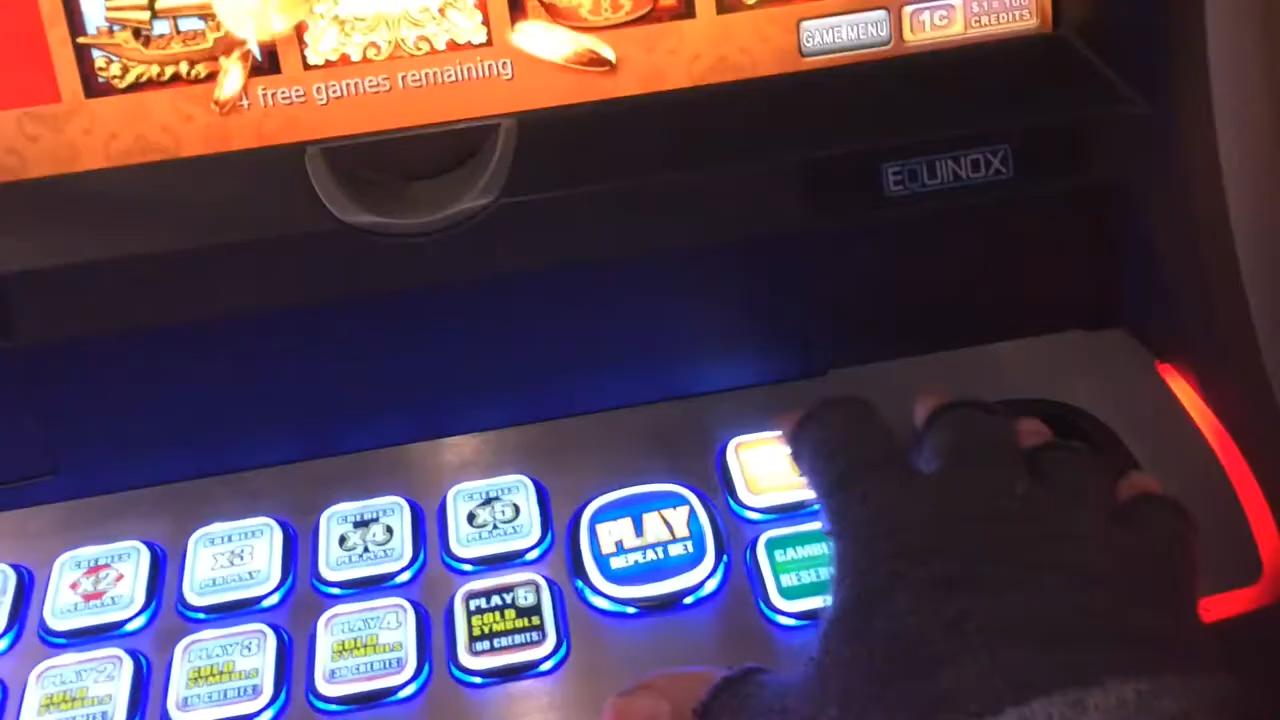 GAME MENU
1C
$1=100
CREDITS
4 free games remaining
EQUINOX
CREDITS
X2
PER PLAY
CREDITS
X3
PER PLAY
CREDITS
X4
PER PLAY
CREDITS
X5
PER PLAY
PLAY
REPEAT BET
RESERVE
PLAY 2
GOLD
SYMBOLS
CREDITS
PLAY 3
GOLD
SYMBOLS
PLAY 4
GOLD
SYMBOLS
PLAY 5
GOLD
SYMBOLS
(60 CREDITS)